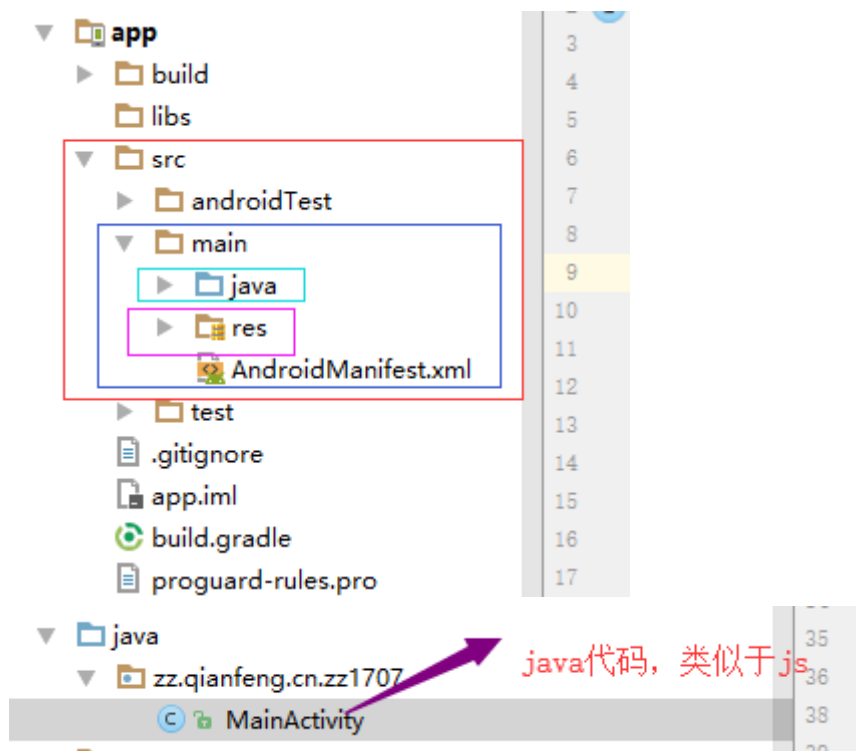 app
3
build
4
libs
5
src
6
androidTest
7
main
8
java
9
res
10
AndroidManifest.xml
11
12
test
13
.gitignore
14
app.iml
15
build.gradle
16
proguard-rules.pro
17
java
35
java代码，类似于js
zz.qianfeng.cn.zz1707
36
MainActivity
38